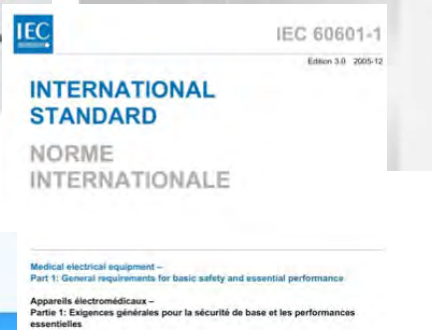 IEC
IEC 60601-1
Edition 3.0 2005-12
INTERNATIONAL
STANDARD
NORME
INTERNATIONALE
Medical electrical equipment –
Part 1: General requirements for basic safety and essential performance
Appareils électromédicaux –
Partie 1: Exigences générales pour la sécurité de base et les performances
essentielles